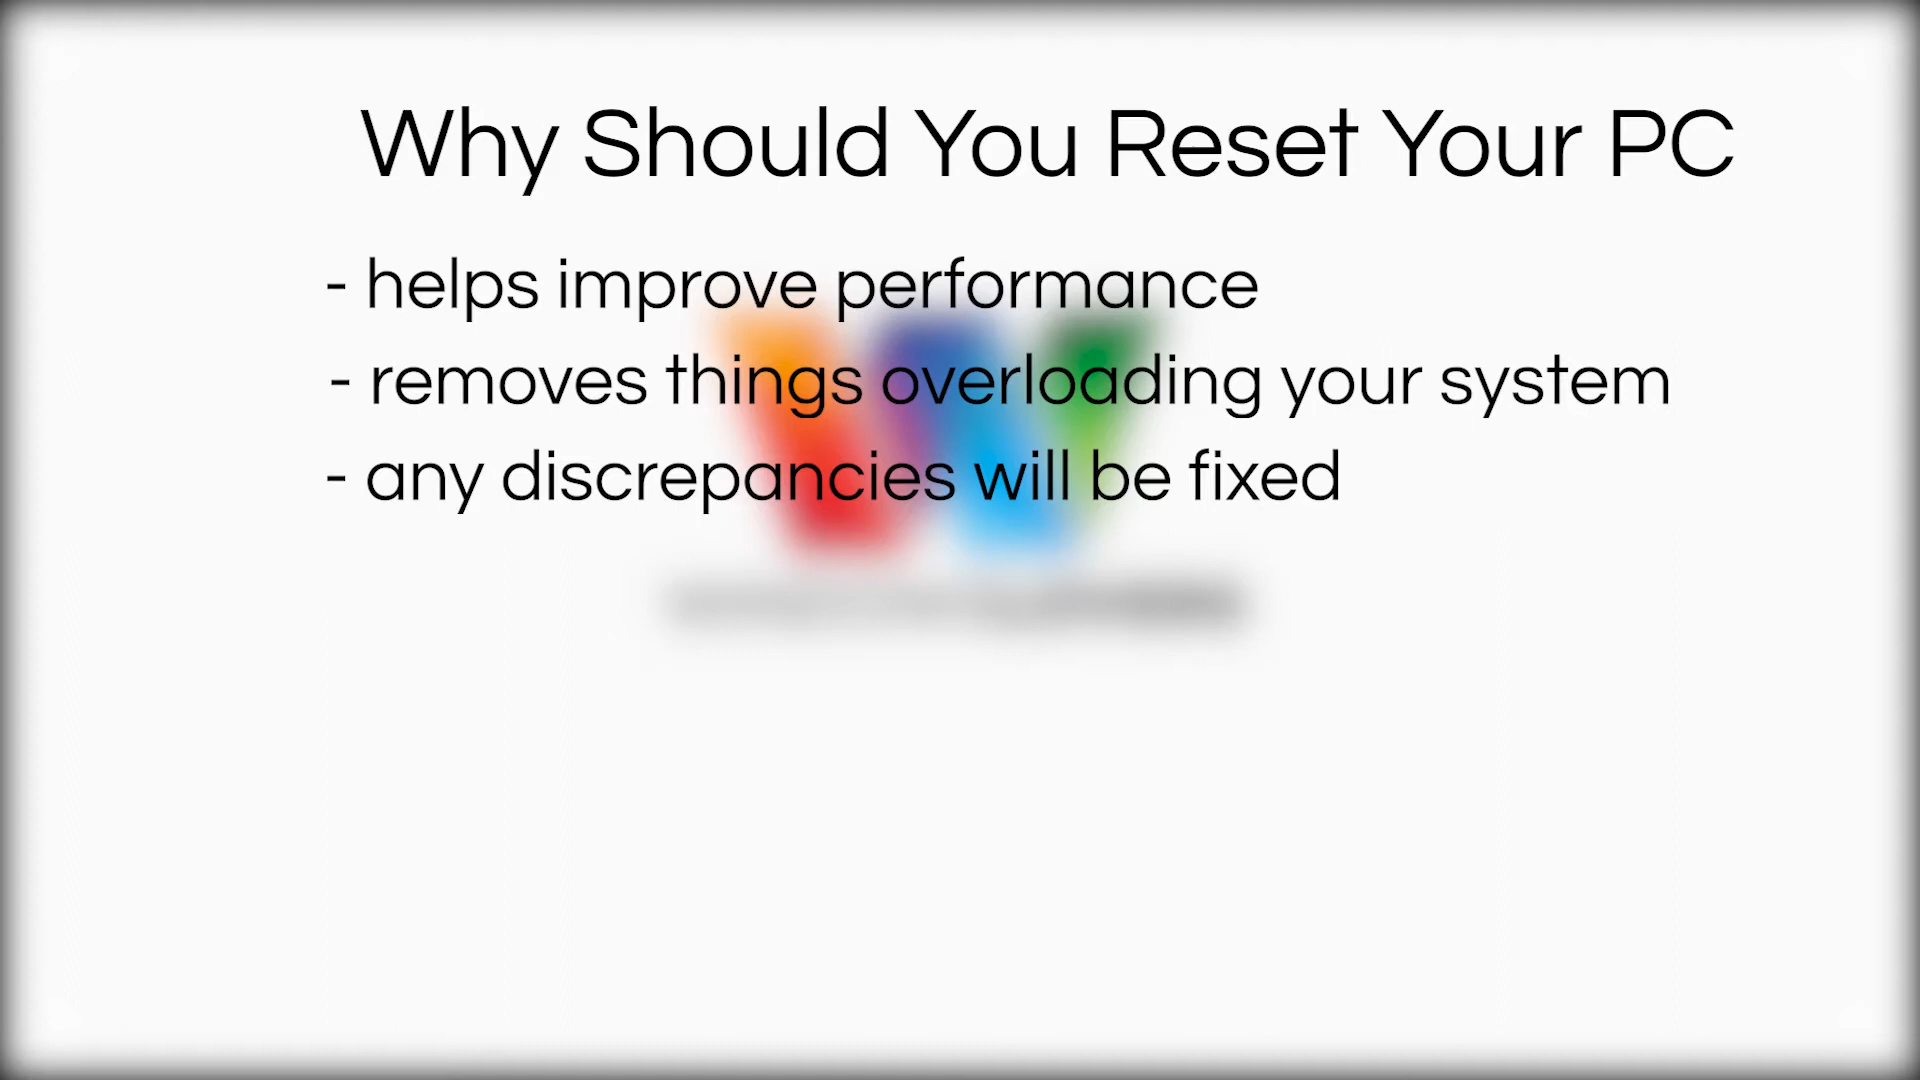 Why Should You Reset Your PC
- helps improve performance
- removes things overloading your system
- any discrepancies will be fixed